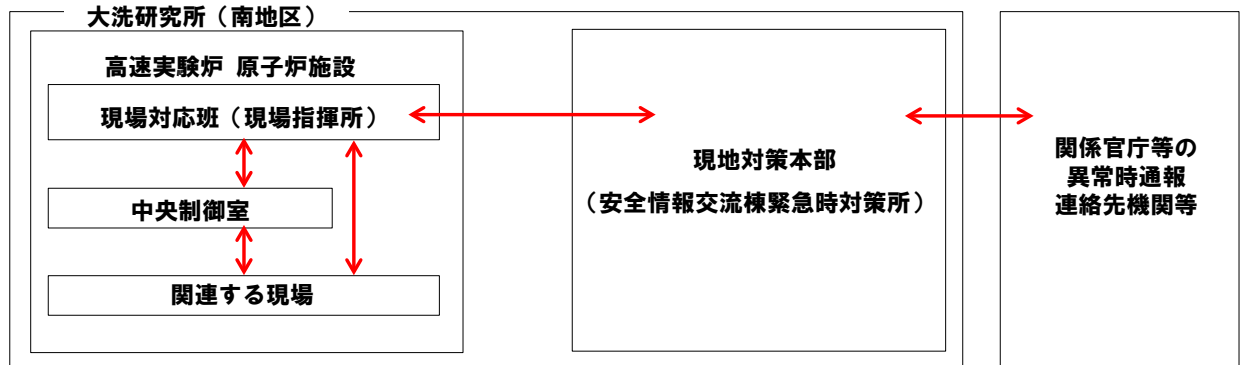 大洗研究所(南地区)
高速実験炉 原子炉施設
現場対応班(現場指揮所)
中央制御室
関連する現場
現地対策本部
(安全情報交流棟緊急時対策所)
関係官庁等の
異常時通報
連絡先機関等